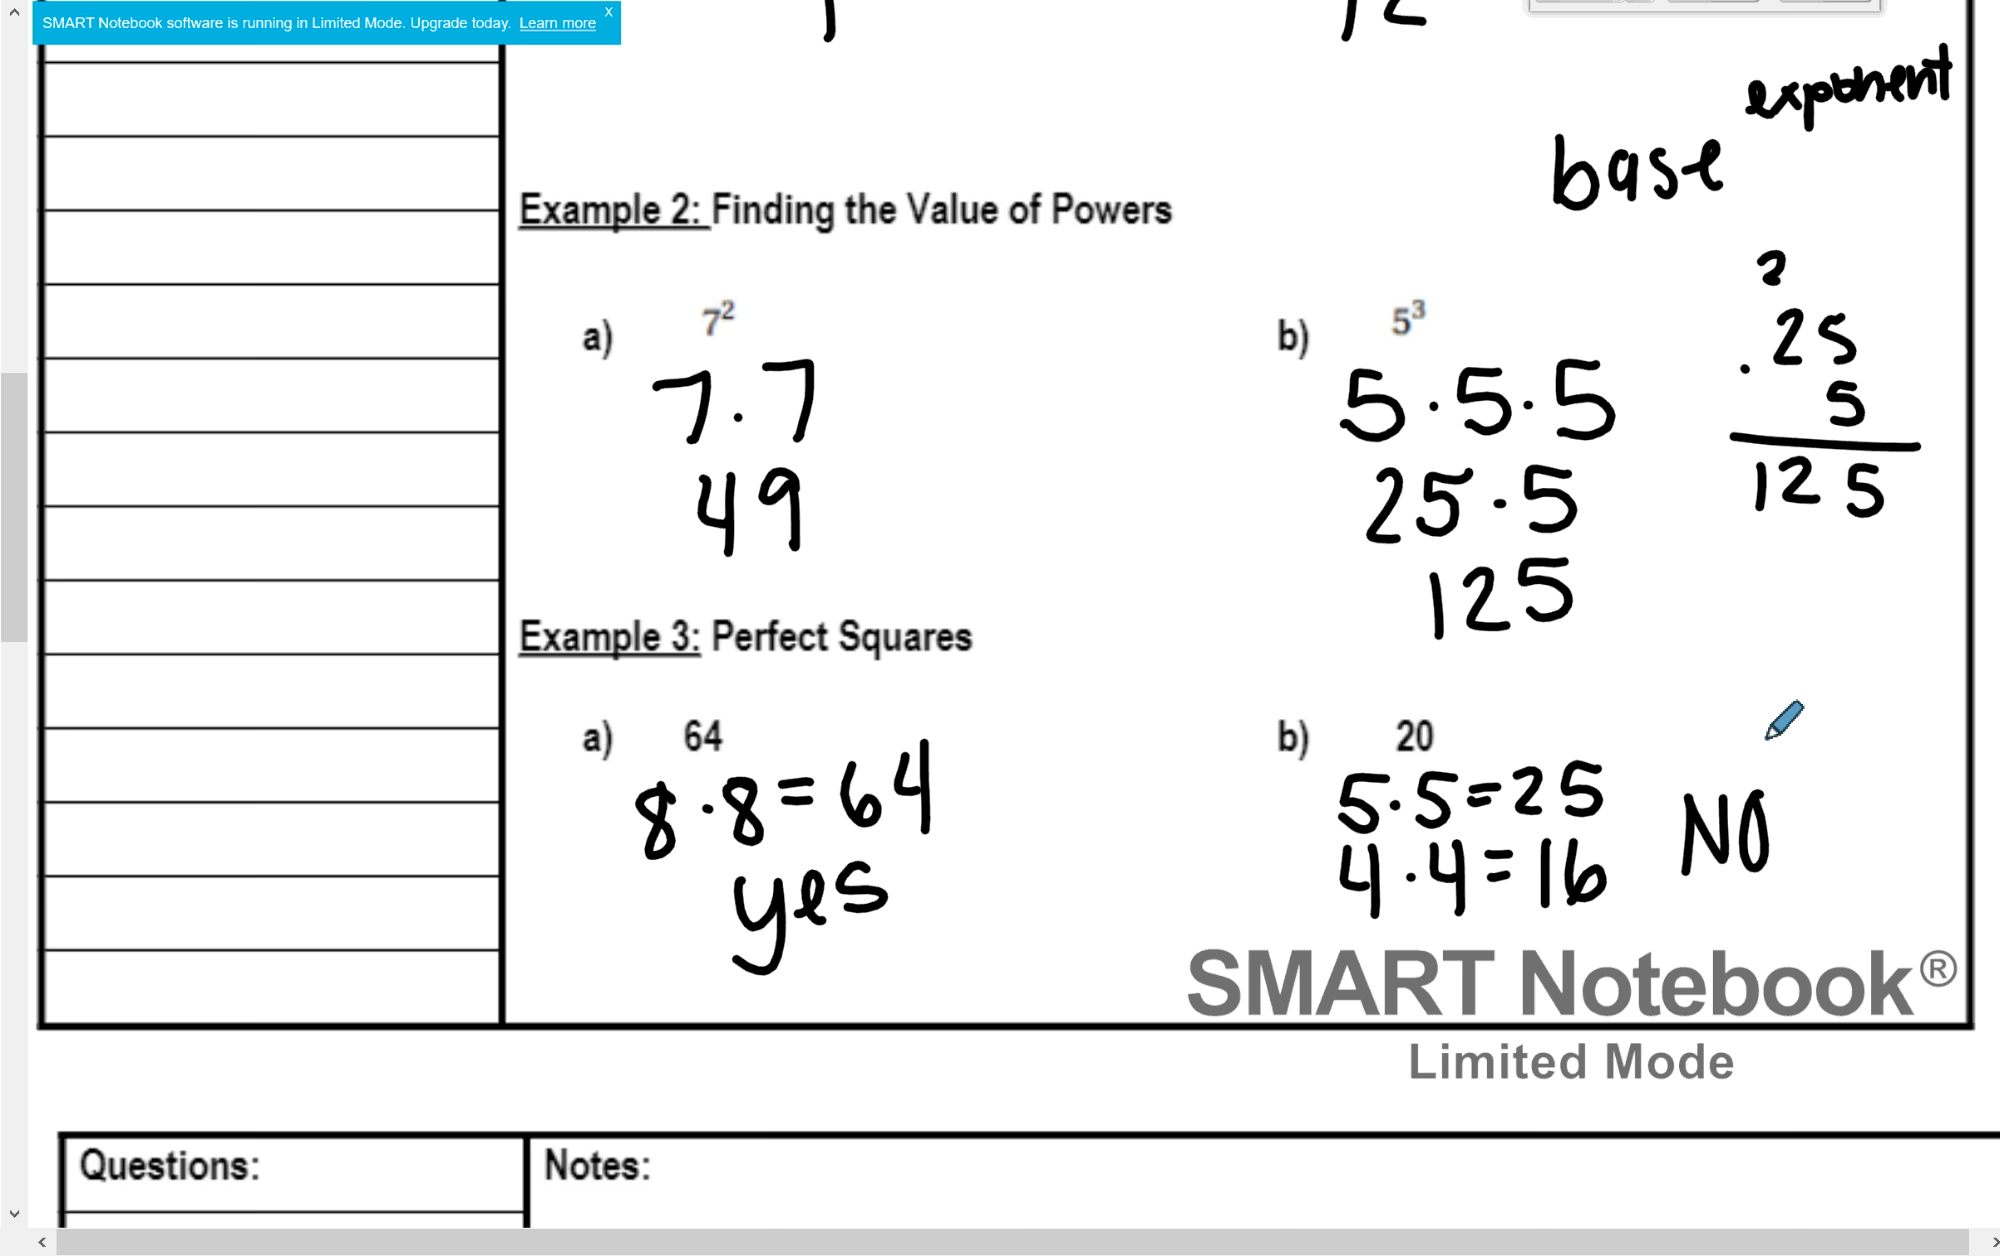 SMART Notebook software is running in Limited Mode. Upgrade today. Learn more X
exponent
base
Example 2: Finding the Value of Powers
a) 7²
7 · 7
49
b) 5³
5 · 5 · 5
25 · 5
125
2
· 25
5
125
Example 3: Perfect Squares
a) 64
8 · 8 = 64
yes
b) 20
5 · 5 = 25
4 · 4 = 16
NO
SMART Notebook®
Limited Mode
Questions:
Notes: